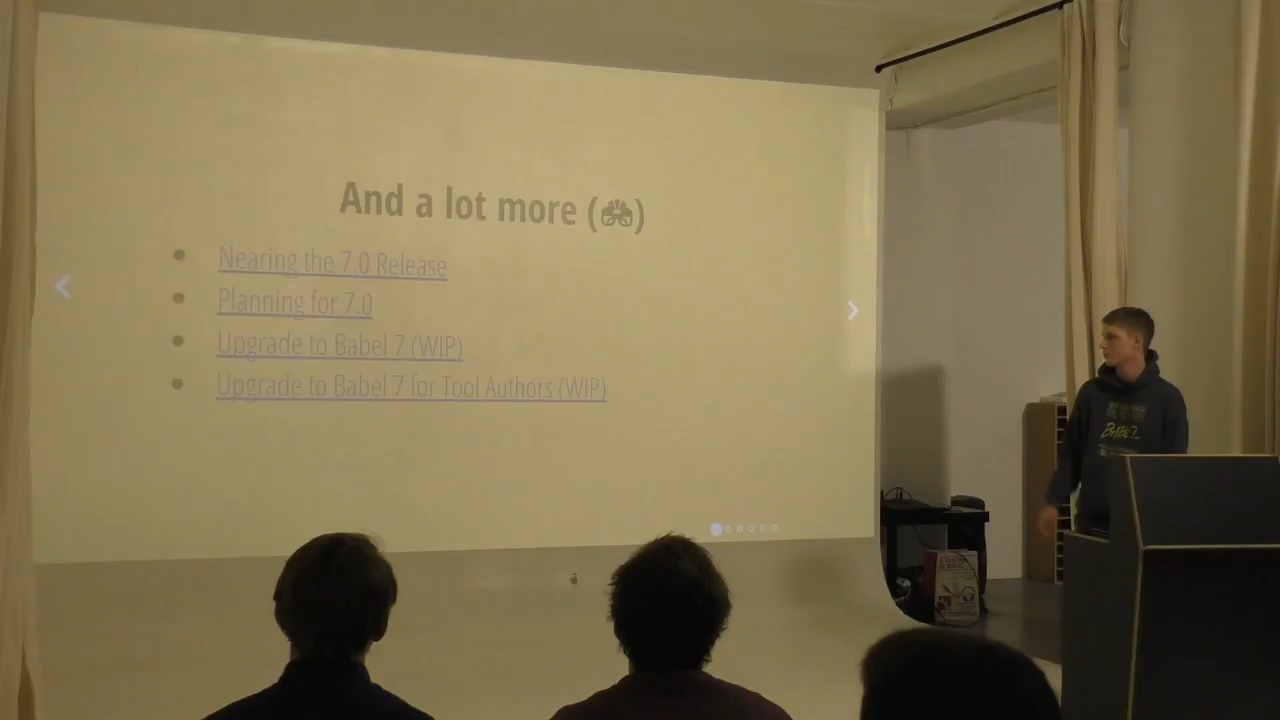 And a lot more (🕶)
Nearing the 7.0 Release
Planning for 7.0
Upgrade to Babel 7 (WIP)
Upgrade to Babel 7 for Tool Authors (WIP)
BABEL